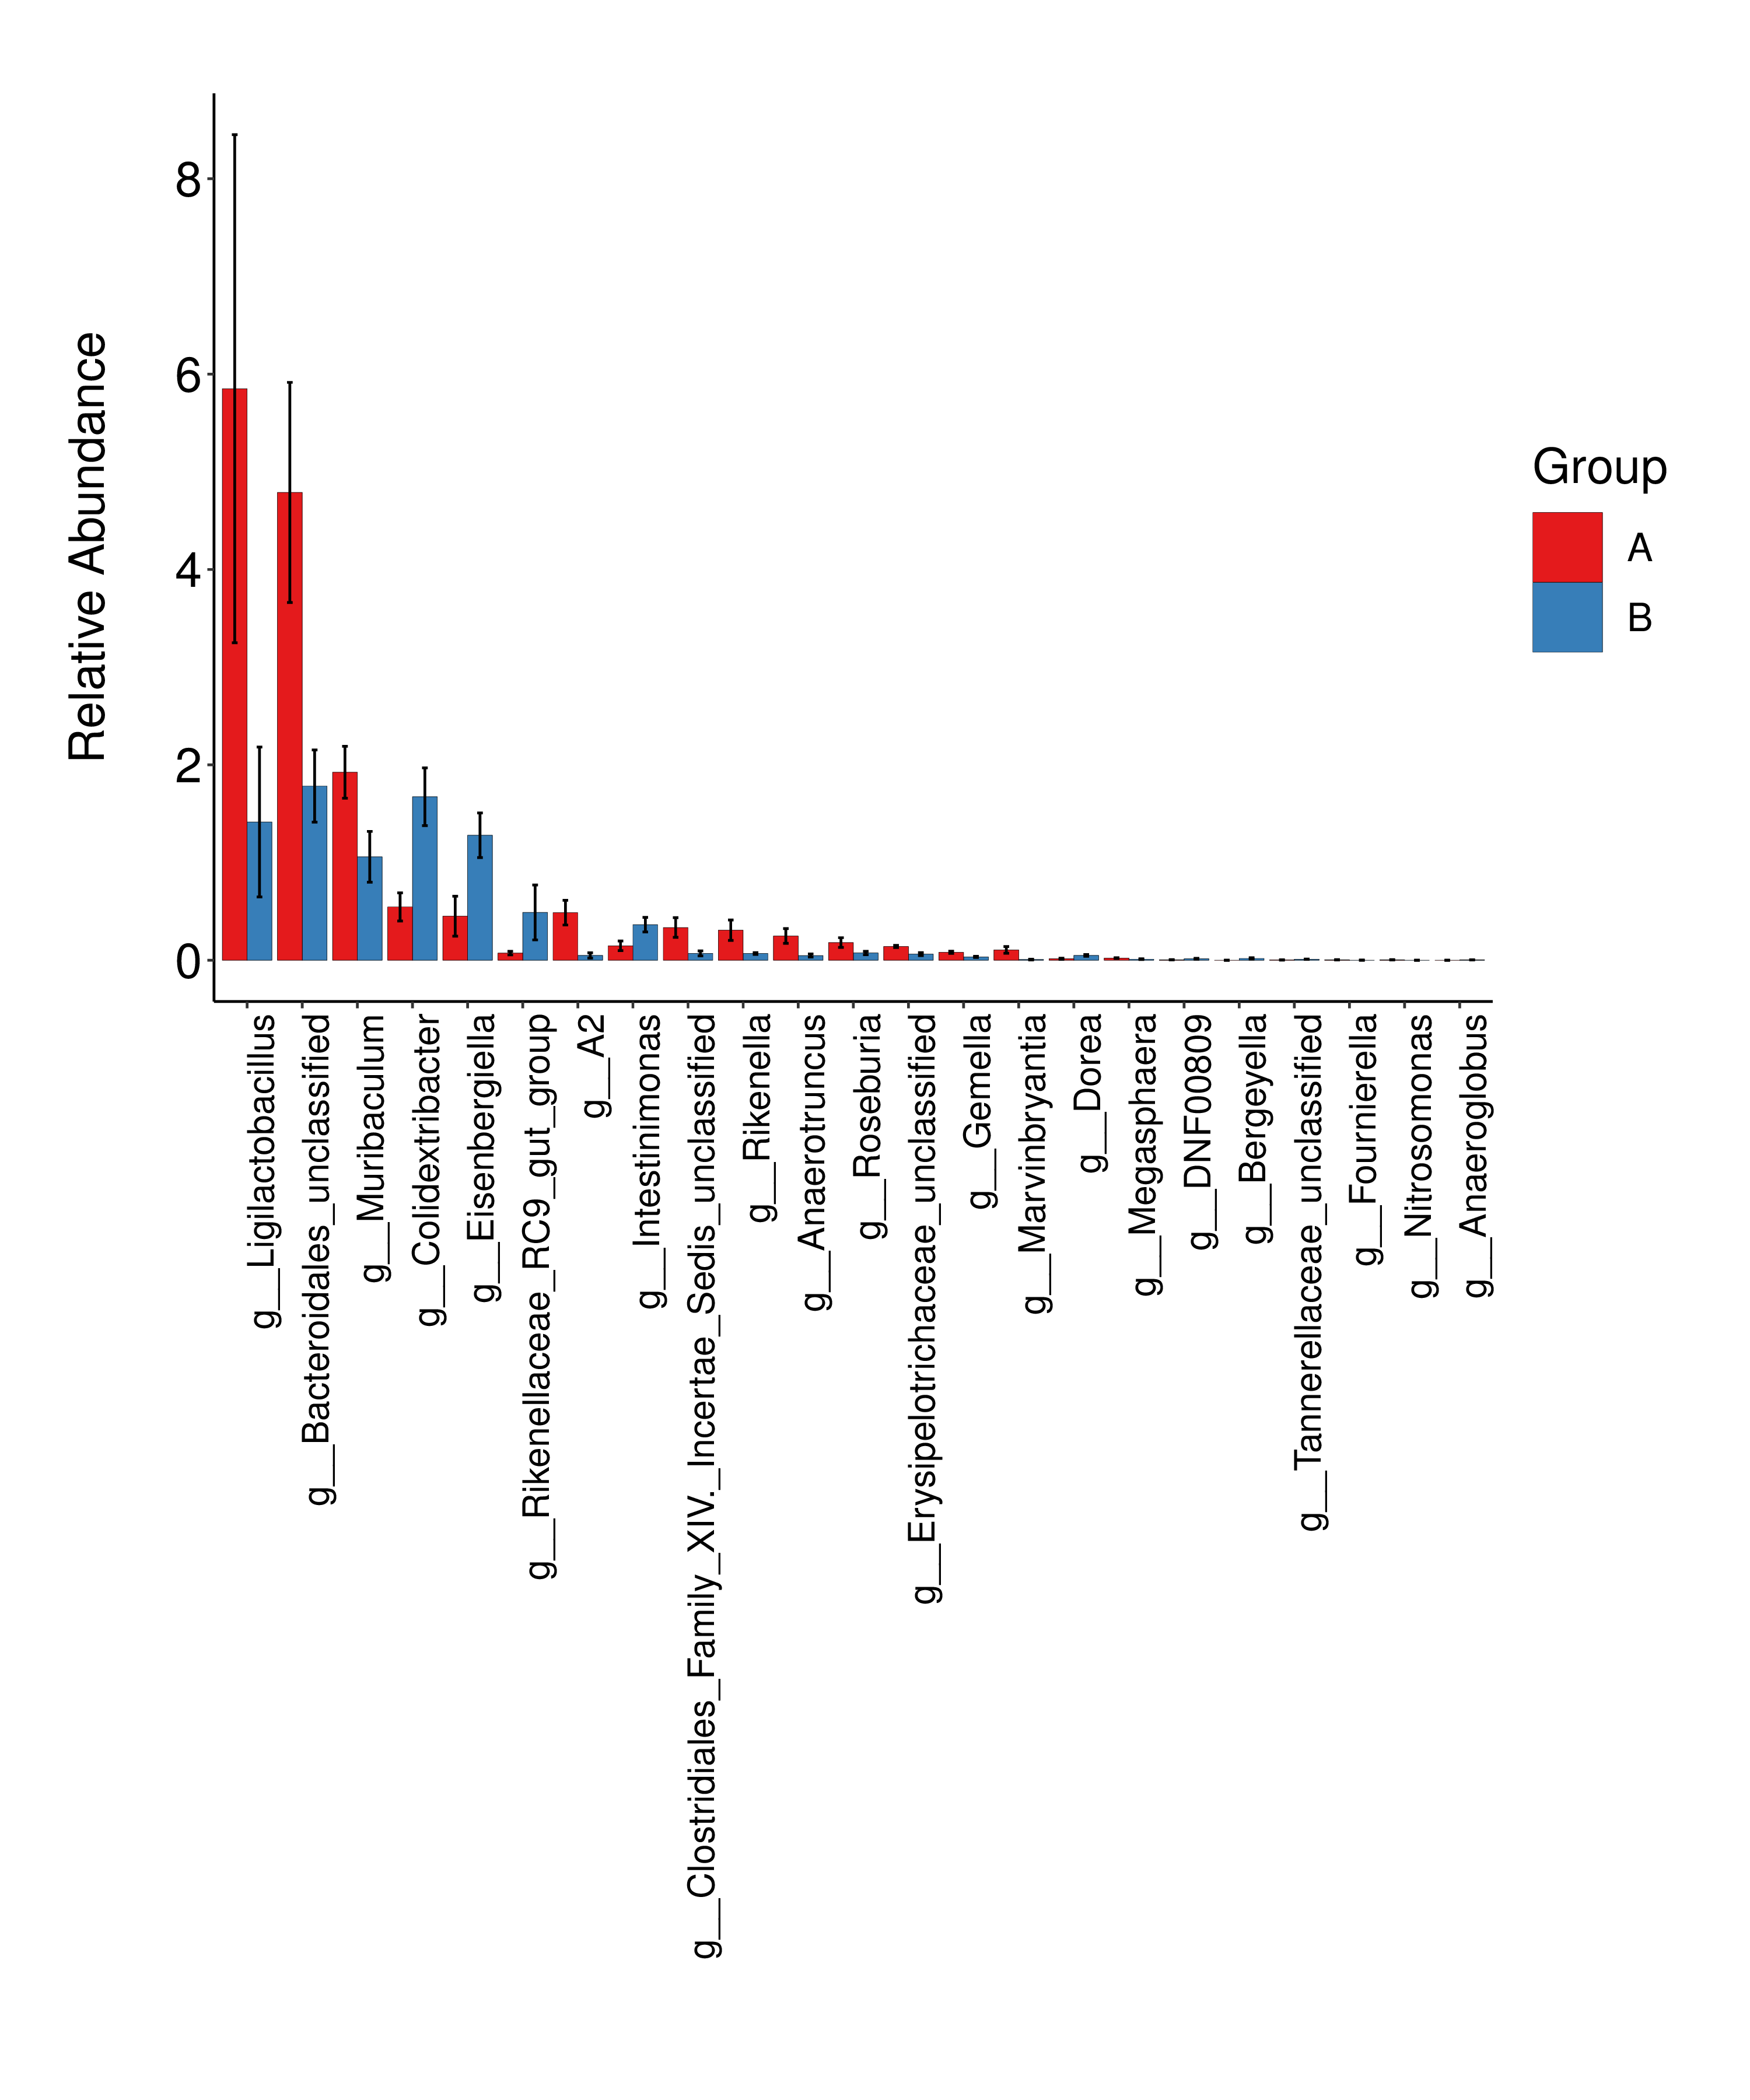 Relative Abundance
8
6
4
2
0
g__Ligilactobacillus
g__Bacteroidales_unclassified
g__Muribaculum
g__Colidextribacter
g__Eisenbergiella
g__Rikenellaceae_RC9_gut_group
g__A2
g__Intestinimonas
g__Clostridiales_Family_XIV._Incertae_Sedis_unclassified
g__Rikenella
g__Anaerotruncus
g__Roseburia
g__Erysipelotrichaceae_unclassified
g__Gemella
g__Marvinbryantia
g__Dorea
g__Megasphaera
g__DNF00809
g__Bergeyella
g__Tannerellaceae_unclassified
g__Fournierella
g__Nitrosomonas
g__Anaeroglobus
Group
A
B